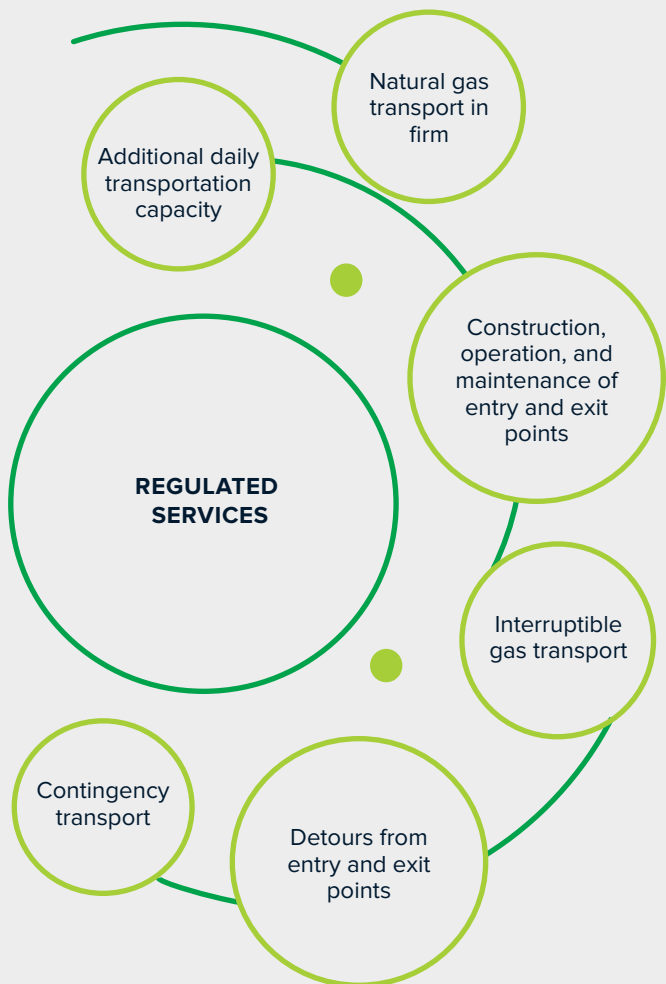 Natural gas
transport in
firm
Additional daily
transportation
capacity
Construction,
operation, and
maintenance of
entry and exit
points
REGULATED
SERVICES
Interruptible
gas transport
Contingency
transport
Detours from
entry and exit
points